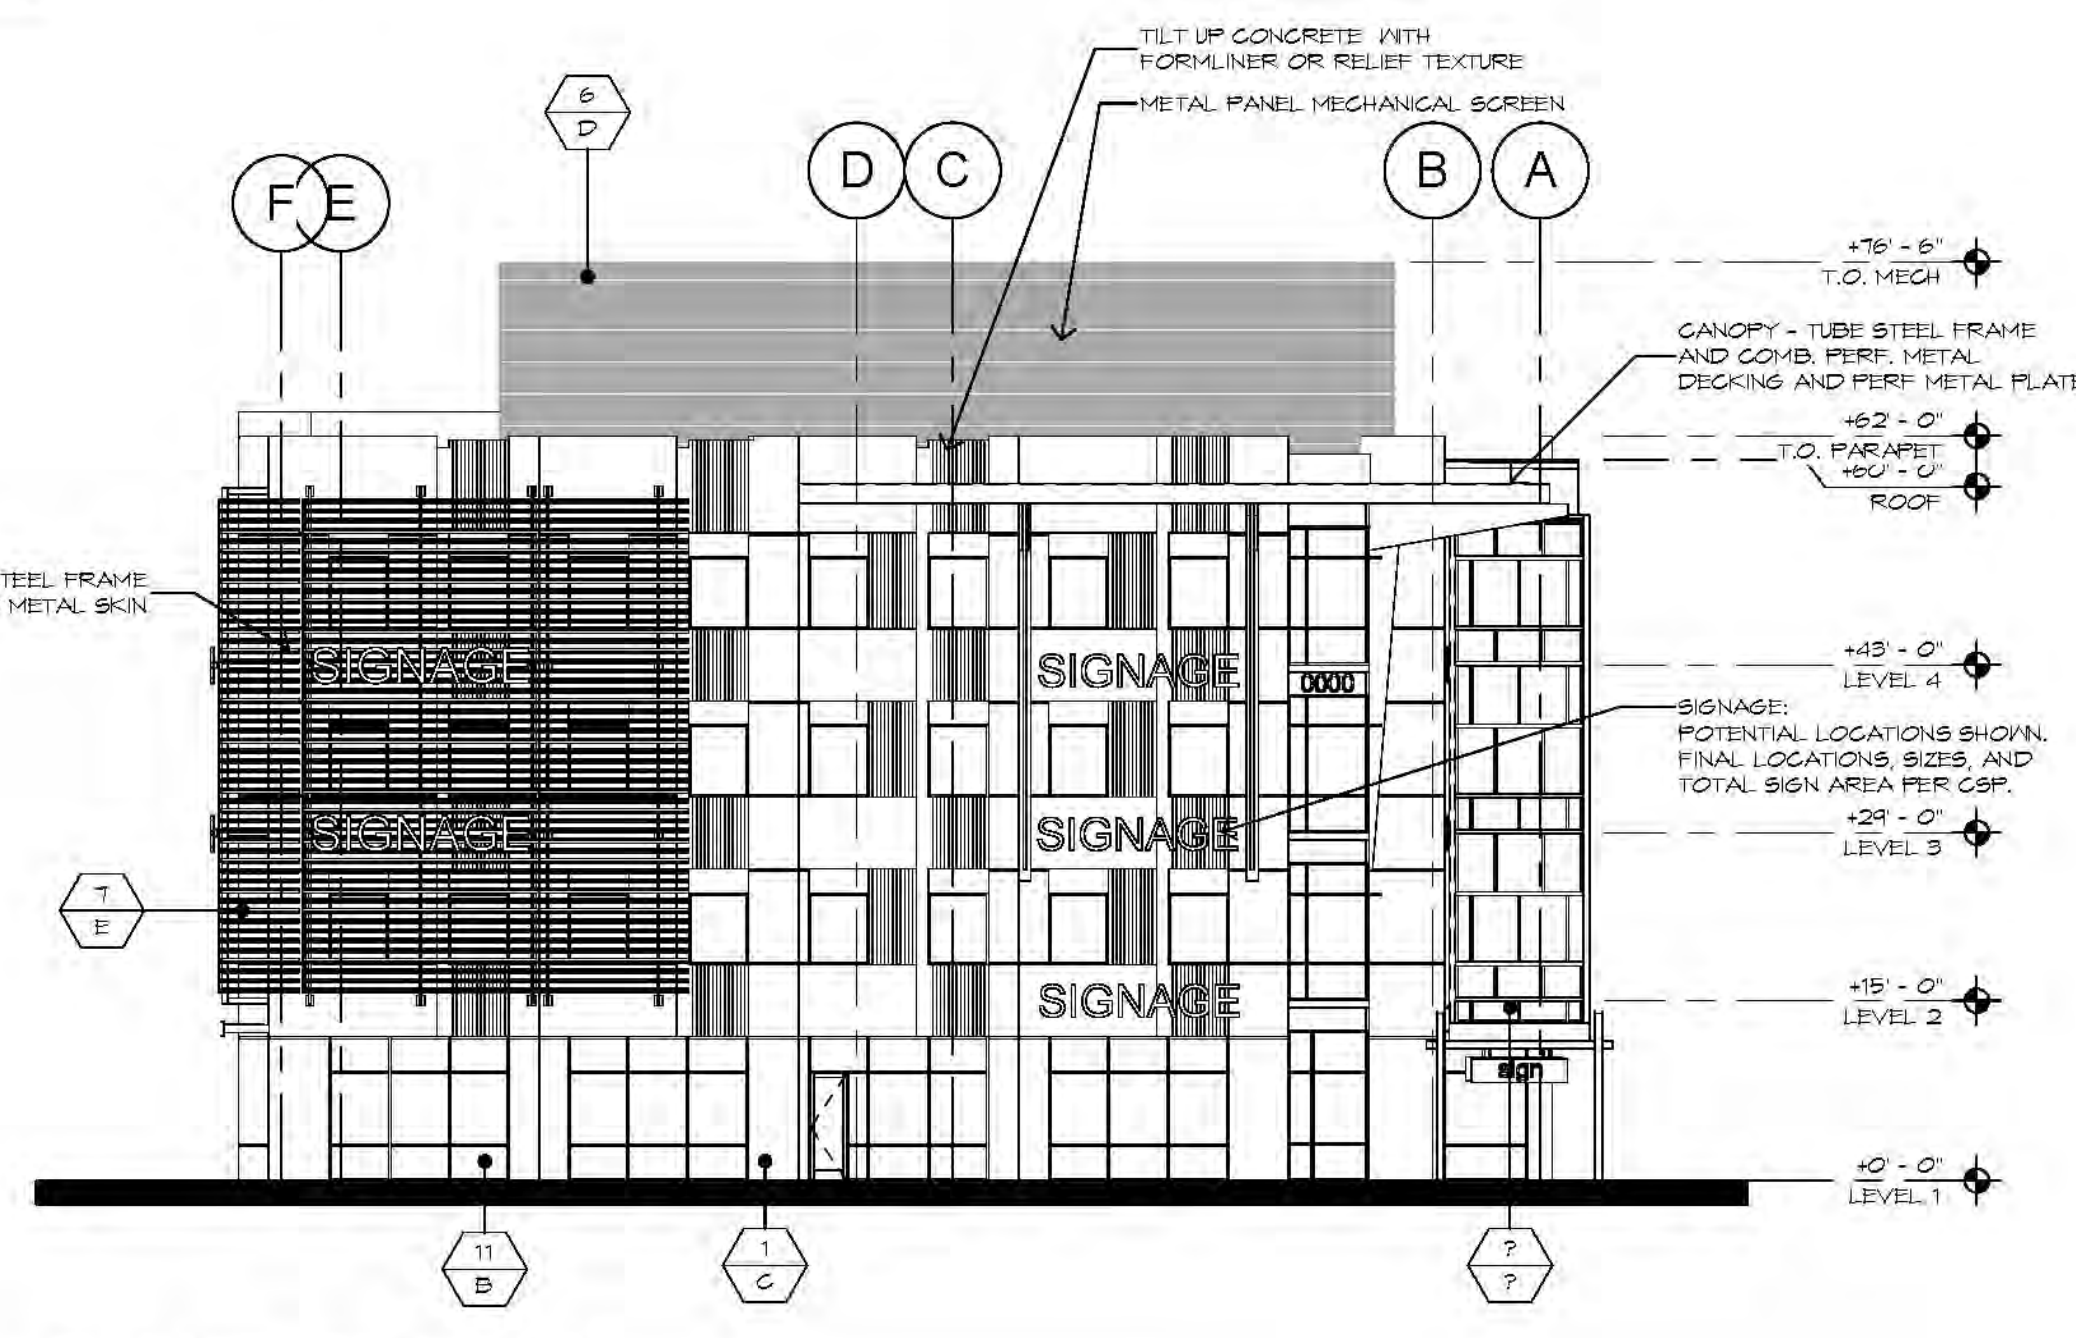 TILT UP CONCRETE WITH
FORMLINER OR RELIEF TEXTURE
METAL PANEL MECHANICAL SCREEN
6
D
F E D C B A
+76' - 6"
T.O. MECH
CANOPY - TUBE STEEL FRAME
AND COMB. PERF. METAL
DECKING AND PERF METAL PLATE
+62' - 0"
T.O. PARAPET
+60' - 0"
ROOF
TEEL FRAME
METAL SKIN
SIGNAGE SIGNAGE
0000
+43' - 0"
LEVEL 4
SIGNAGE:
POTENTIAL LOCATIONS SHOWN.
FINAL LOCATIONS, SIZES, AND
TOTAL SIGN AREA PER CSP.
SIGNAGE SIGNAGE
+29' - 0"
LEVEL 3
7
E
SIGNAGE
+15' - 0"
LEVEL 2
sign
+0' - 0"
LEVEL 1
11
B
1
C
?
?